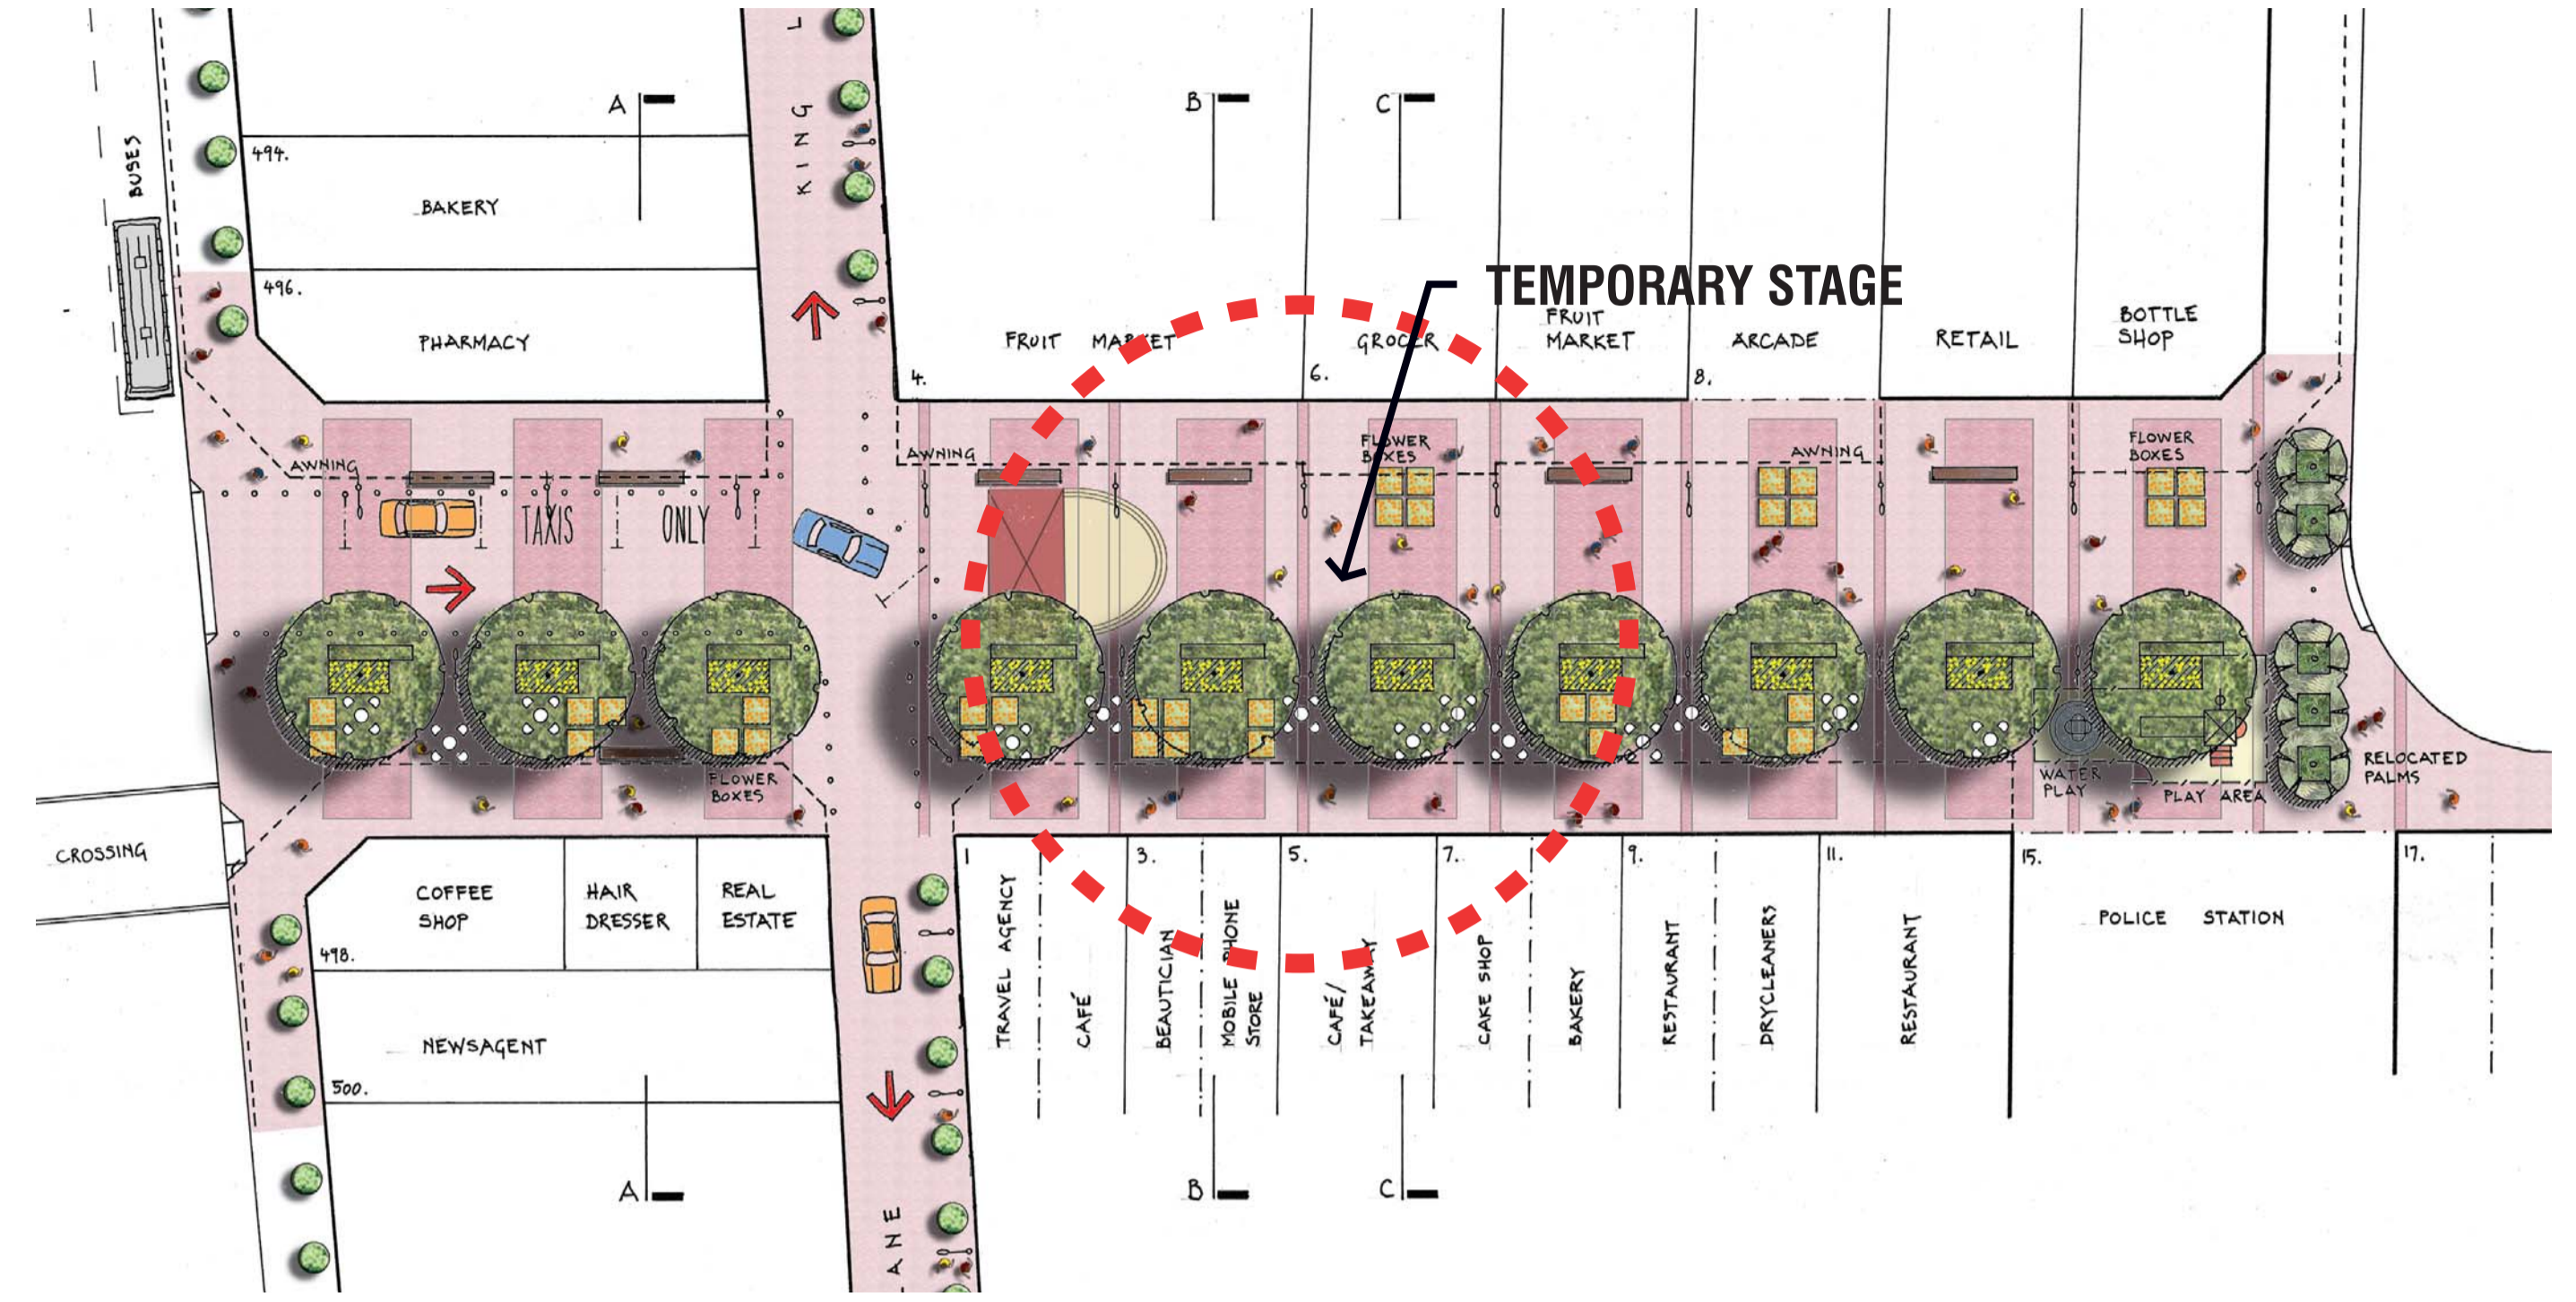 KING L
A
B
C
BUSES
494.
BAKERY
496.
PHARMACY
TEMPORARY STAGE
FRUIT MARKET
GROCER
FRUIT
MARKET
ARCADE
RETAIL
BOTTLE
SHOP
4.
6.
8.
AWNING
AWNING
FLOWER
BOXES
AWNING
FLOWER
BOXES
TAXIS ONLY
FLOWER
BOXES
WATER
PLAY
PLAY AREA
RELOCATED
PALMS
CROSSING
COFFEE
SHOP
HAIR
DRESSER
REAL
ESTATE
498.
NEWSAGENT
500.
1
3.
5.
7.
9.
11.
15.
17.
TRAVEL AGENCY
CAFÉ
BEAUTICIAN
MOBILE PHONE
STORE
CAFÉ/
TAKEAWAY
CAKE SHOP
BAKERY
RESTAURANT
DRYCLEANERS
RESTAURANT
POLICE STATION
A
B
C
ANE